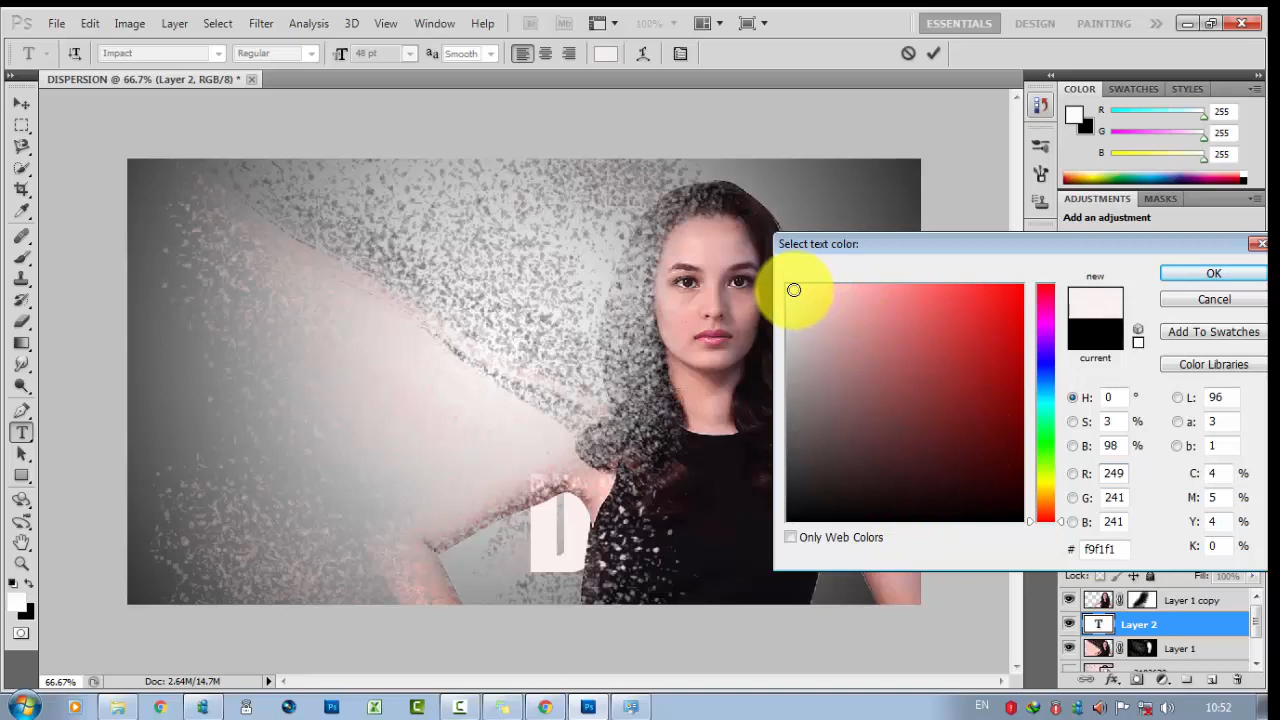 Ps File Edit Image Layer Select Filter Analysis 3D View Window Help Br Mb 100% ESSENTIALS DESIGN PAINTING
T Impact Regular T 48 pt aa Smooth
DISPERSION @ 66.7% (Layer 2, RGB/8) *
COLOR SWATCHES STYLES
R 255
G 255
B 255
ADJUSTMENTS MASKS
Add an adjustment
Select text color:
new
current
OK
Cancel
Add To Swatches
Color Libraries
H: 0 ° L: 96
S: 3 % a: 3
B: 98 % b: 1
R: 249 C: 4 %
G: 241 M: 5 %
B: 241 Y: 4 %
# f9f1f1 K: 0 %
Only Web Colors
D
Lock: Fill: 100%
Layer 1 copy
T Layer 2
Layer 1
66.67% Doc: 2.64M/14.7M
EN 10:52